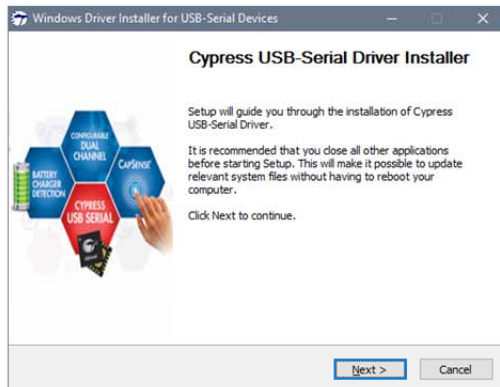 Windows Driver Installer for USB-Serial Devices
Cypress USB-Serial Driver Installer
Setup will guide you through the installation of Cypress
USB-Serial Driver.
It is recommended that you close all other applications
before starting Setup. This will make it possible to update
relevant system files without having to reboot your
computer.
Click Next to continue.
CONFIGURABLE
DUAL
CHANNEL
CAPSENSE
BATTERY
CHARGER
DETECTION
CYPRESS
USB SERIAL
Next >
Cancel